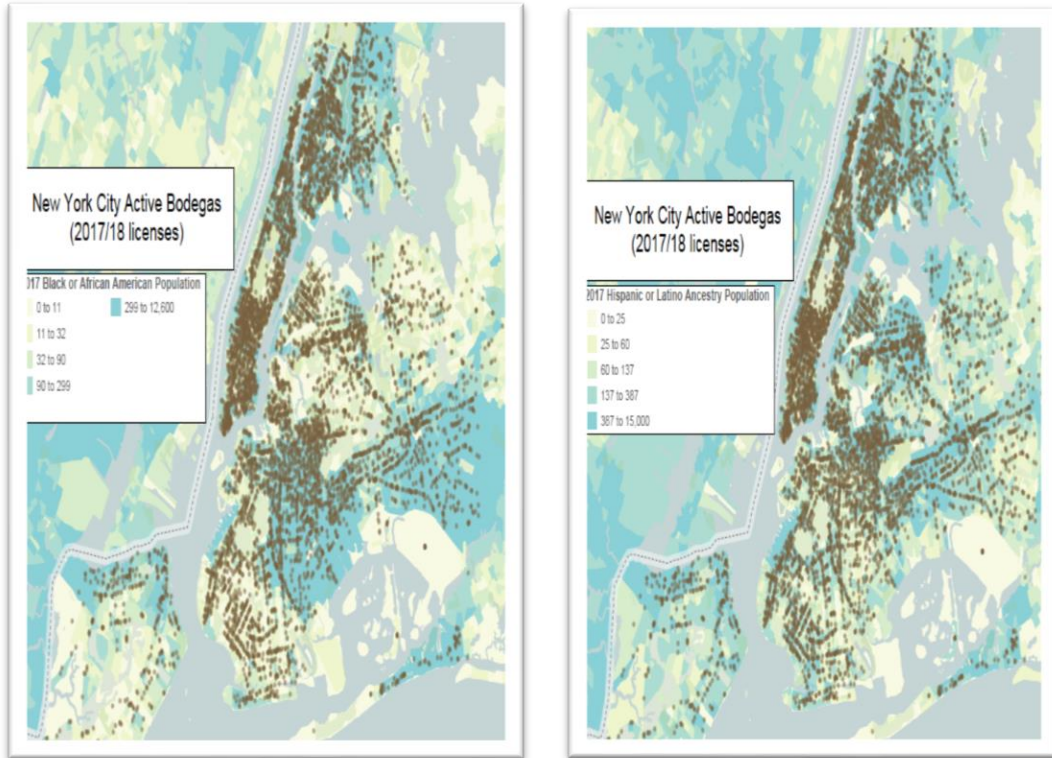 New York City Active Bodegas
(2017/18 licenses)
017 Black or African American Population
0 to 11
299 to 12,600
11 to 32
32 to 90
90 to 299
New York City Active Bodegas
(2017/18 licenses)
2017 Hispanic or Latino Ancestry Population
0 to 25
25 to 60
60 to 137
137 to 387
387 to 15,000